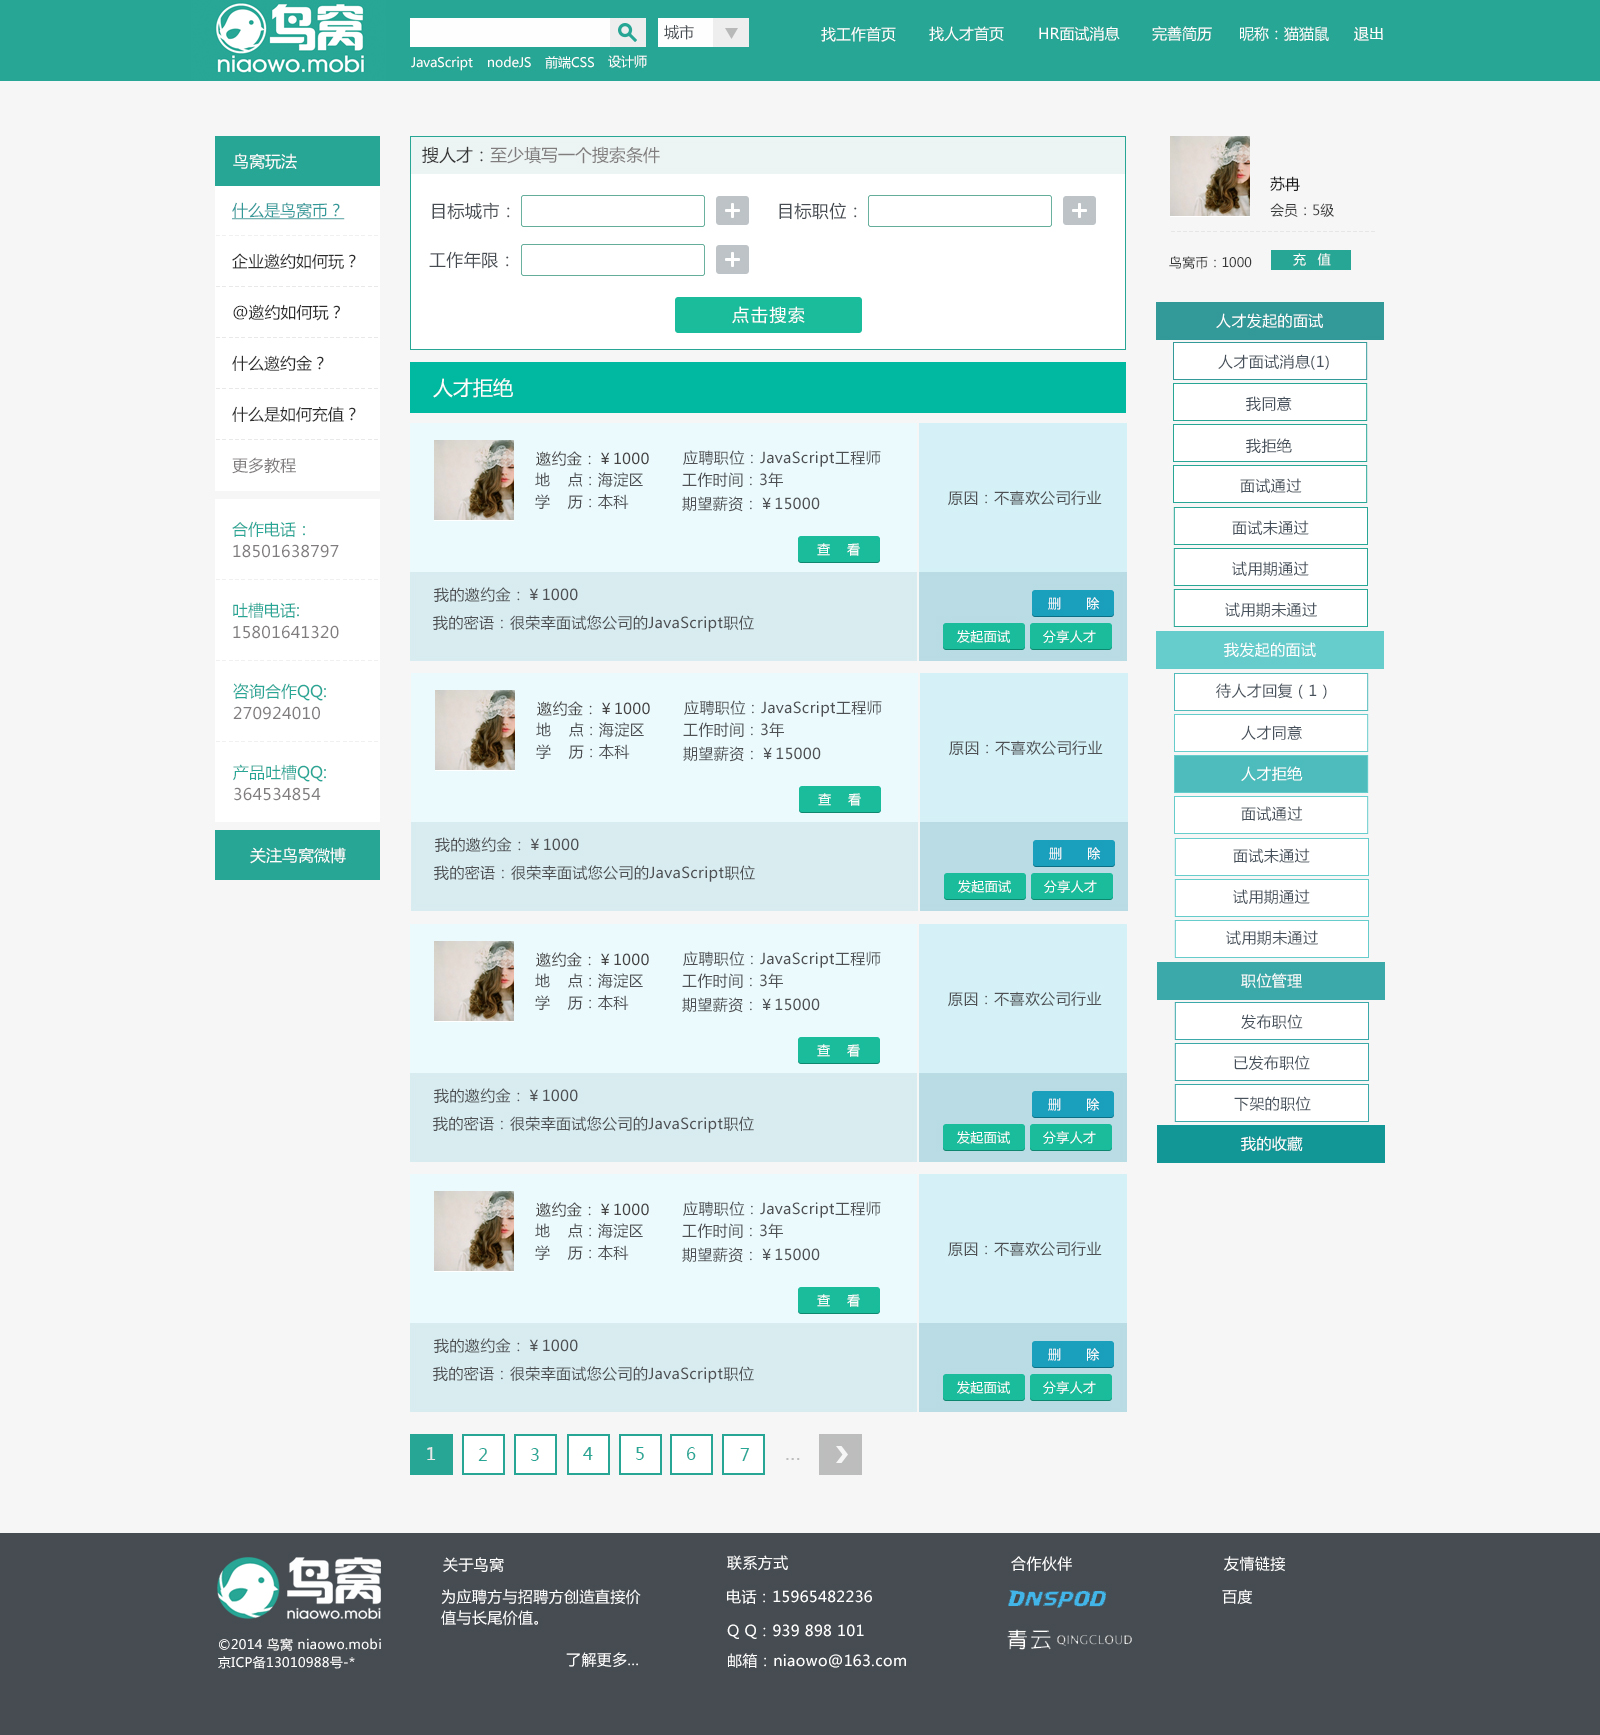 鸟窝
niaowo.mobi
城市
JavaScript nodeJS 前端CSS 设计师
找工作首页 找人才首页 HR面试消息 完善简历 昵称：猫猫鼠 退出
鸟窝玩法
什么是鸟窝币？
企业邀约如何玩？
@邀约如何玩？
什么邀约金？
什么是如何充值？
更多教程
合作电话：
18501638797
吐槽电话:
15801641320
咨询合作QQ:
270924010
产品吐槽QQ:
364534854
关注鸟窝微博
搜人才：至少填写一个搜索条件
目标城市： 目标职位：
工作年限：
点击搜索
人才拒绝
邀约金：￥1000 应聘职位：JavaScript工程师
地 点：海淀区 工作时间：3年
学 历：本科 期望薪资：￥15000
原因：不喜欢公司行业
查 看
我的邀约金：￥1000
我的密语：很荣幸面试您公司的JavaScript职位
删 除
发起面试 分享人才
邀约金：￥1000 应聘职位：JavaScript工程师
地 点：海淀区 工作时间：3年
学 历：本科 期望薪资：￥15000
原因：不喜欢公司行业
查 看
我的邀约金：￥1000
我的密语：很荣幸面试您公司的JavaScript职位
删 除
发起面试 分享人才
邀约金：￥1000 应聘职位：JavaScript工程师
地 点：海淀区 工作时间：3年
学 历：本科 期望薪资：￥15000
原因：不喜欢公司行业
查 看
我的邀约金：￥1000
我的密语：很荣幸面试您公司的JavaScript职位
删 除
发起面试 分享人才
邀约金：￥1000 应聘职位：JavaScript工程师
地 点：海淀区 工作时间：3年
学 历：本科 期望薪资：￥15000
原因：不喜欢公司行业
查 看
我的邀约金：￥1000
我的密语：很荣幸面试您公司的JavaScript职位
删 除
发起面试 分享人才
1 2 3 4 5 6 7 ...
苏冉
会员：5级
鸟窝币：1000 充 值
人才发起的面试
人才面试消息(1)
我同意
我拒绝
面试通过
面试未通过
试用期通过
试用期未通过
我发起的面试
待人才回复（1）
人才同意
人才拒绝
面试通过
面试未通过
试用期通过
试用期未通过
职位管理
发布职位
已发布职位
下架的职位
我的收藏
鸟窝
niaowo.mobi
©2014 鸟窝 niaowo.mobi
京ICP备13010988号-*
关于鸟窝
为应聘方与招聘方创造直接价
值与长尾价值。
了解更多...
联系方式
电话：15965482236
Q Q：939 898 101
邮箱：niaowo@163.com
合作伙伴
DNSPOD
青云 QINGCLOUD
友情链接
百度